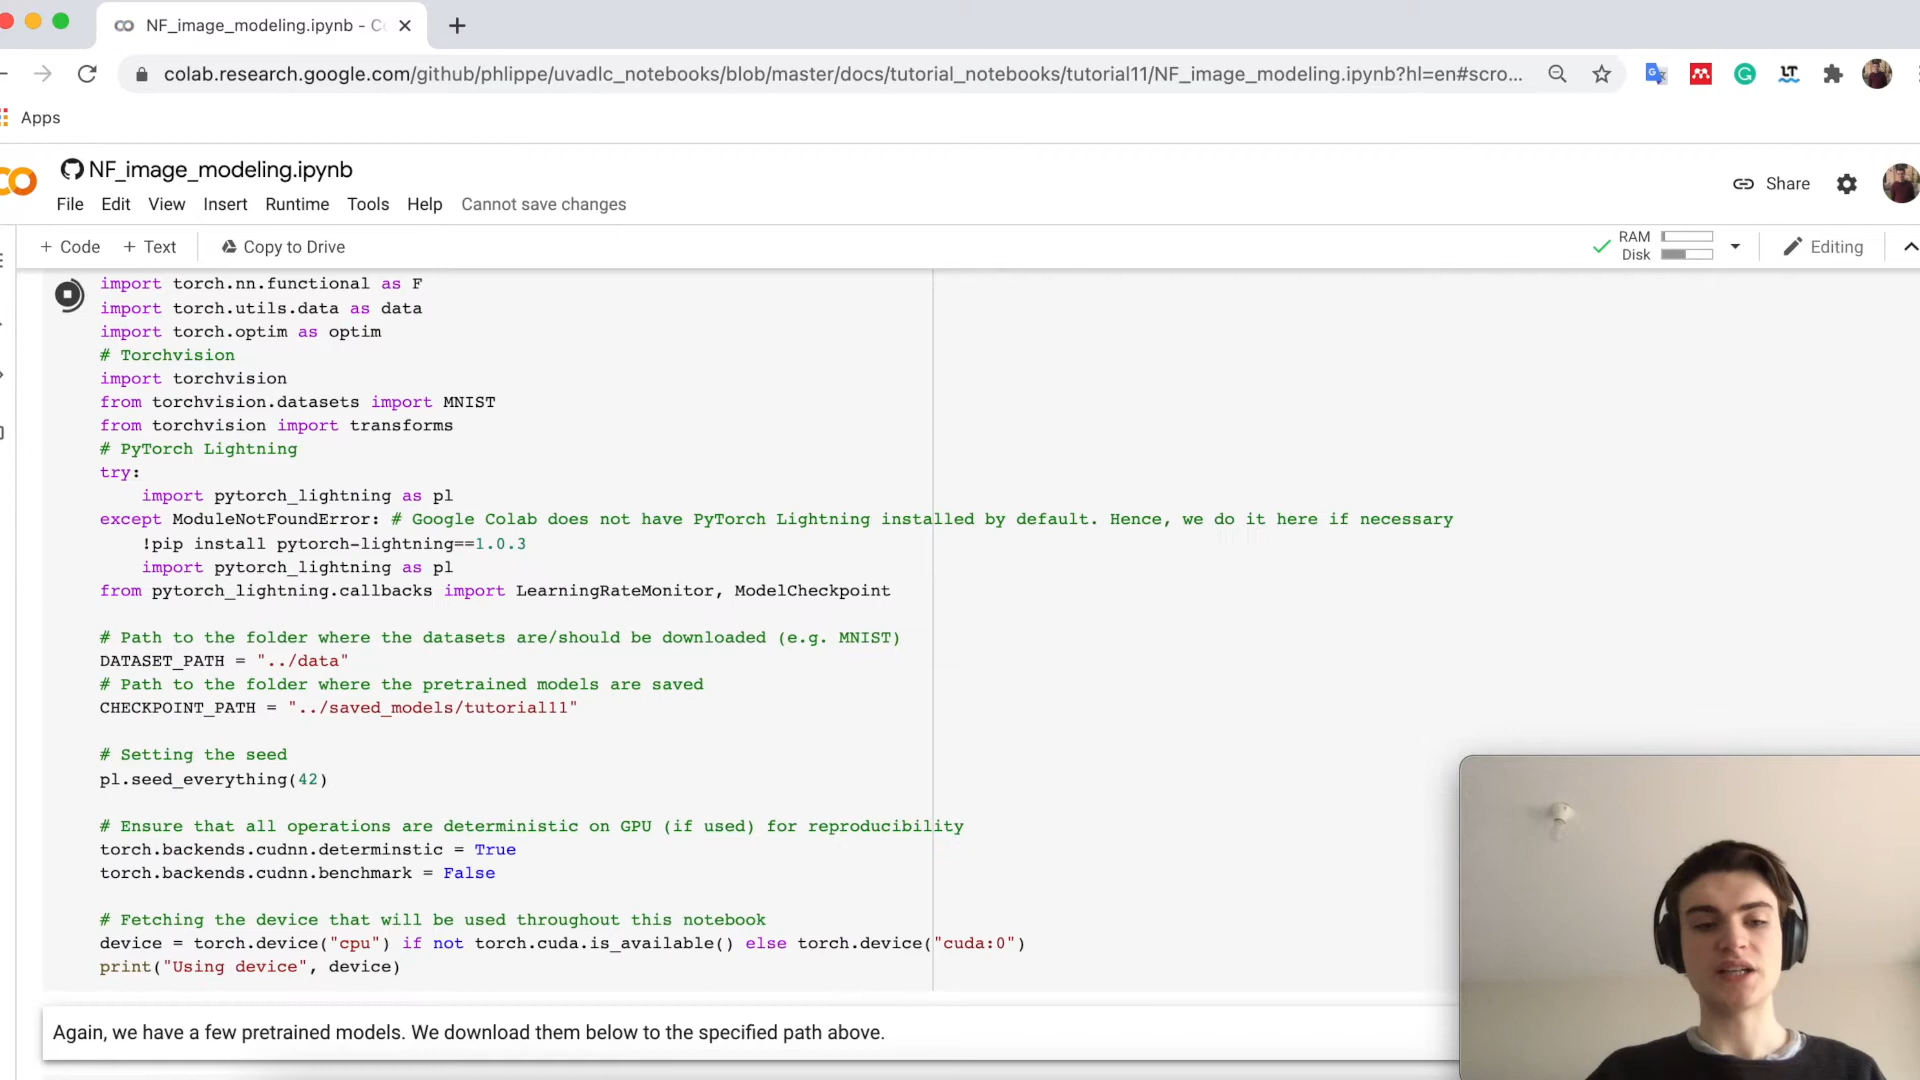 NF_image_modeling.ipynb - C
colab.research.google.com/github/phlippe/uvadlc_notebooks/blob/master/docs/tutorial_notebooks/tutorial11/NF_image_modeling.ipynb?hl=en#scro...
Apps
NF_image_modeling.ipynb
Share
File Edit View Insert Runtime Tools Help Cannot save changes
+ Code + Text Copy to Drive
RAM
Disk
Editing
import torch.nn.functional as F
import torch.utils.data as data
import torch.optim as optim
# Torchvision
import torchvision
from torchvision.datasets import MNIST
from torchvision import transforms
# PyTorch Lightning
try:
    import pytorch_lightning as pl
except ModuleNotFoundError: # Google Colab does not have PyTorch Lightning installed by default. Hence, we do it here if necessary
    !pip install pytorch-lightning==1.0.3
    import pytorch_lightning as pl
from pytorch_lightning.callbacks import LearningRateMonitor, ModelCheckpoint
# Path to the folder where the datasets are/should be downloaded (e.g. MNIST)
DATASET_PATH = "../data"
# Path to the folder where the pretrained models are saved
CHECKPOINT_PATH = "../saved_models/tutorial11"
# Setting the seed
pl.seed_everything(42)
# Ensure that all operations are deterministic on GPU (if used) for reproducibility
torch.backends.cudnn.determinstic = True
torch.backends.cudnn.benchmark = False
# Fetching the device that will be used throughout this notebook
device = torch.device("cpu") if not torch.cuda.is_available() else torch.device("cuda:0")
print("Using device", device)
Again, we have a few pretrained models. We download them below to the specified path above.